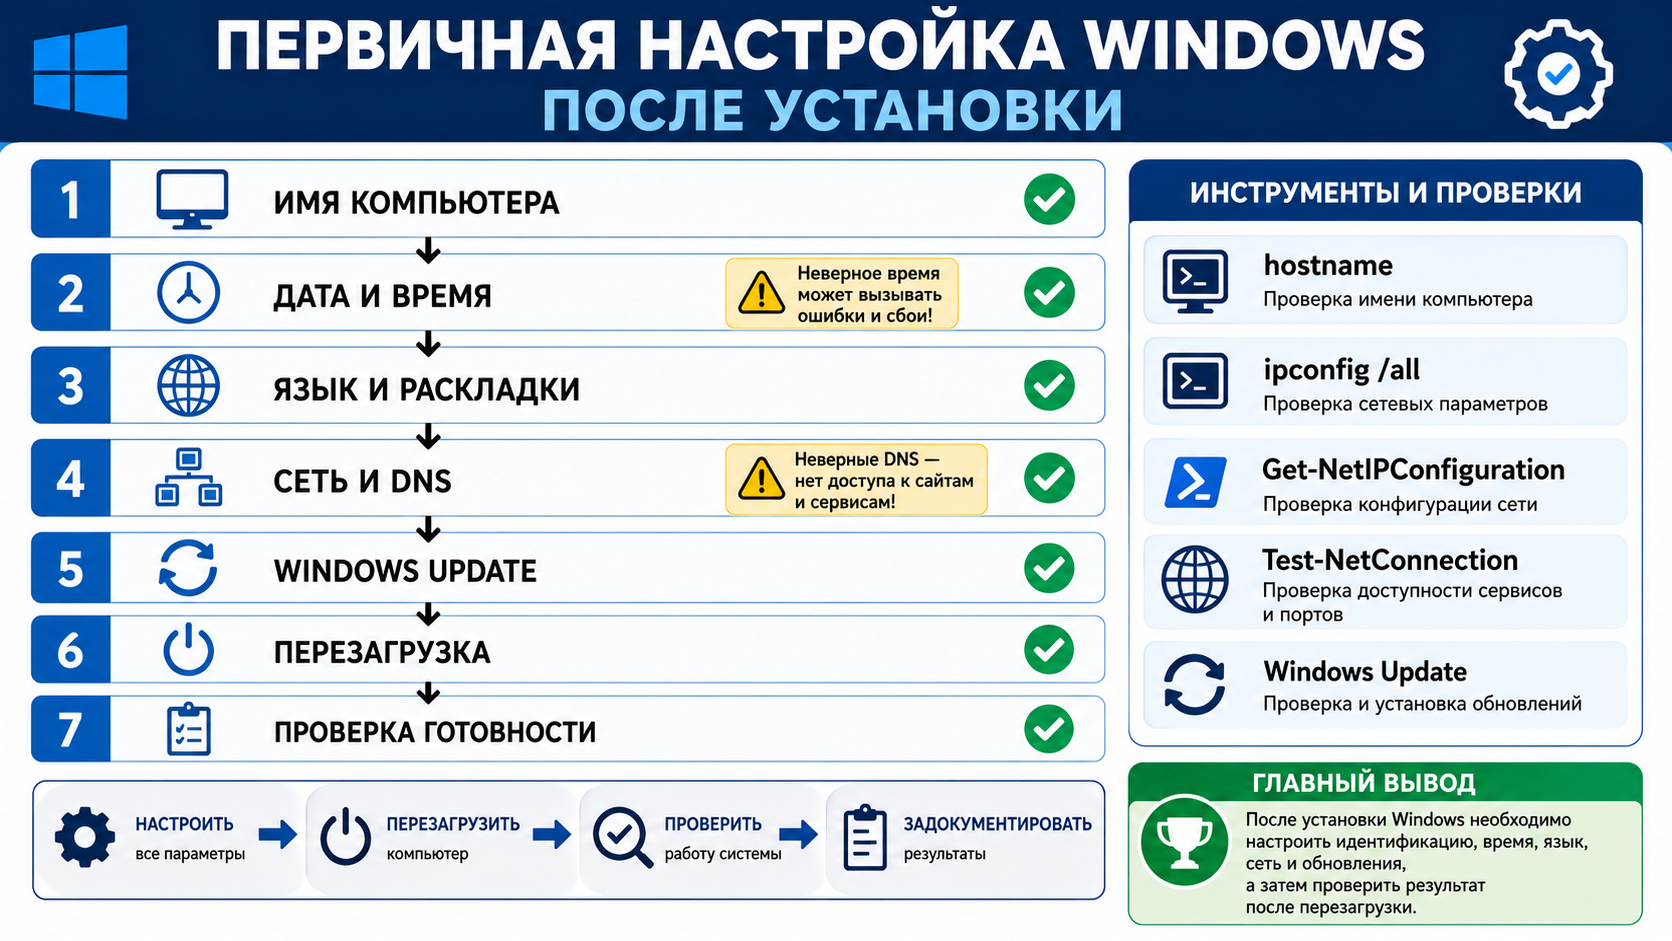 ПЕРВИЧНАЯ НАСТРОЙКА WINDOWS
ПОСЛЕ УСТАНОВКИ
1
ИМЯ КОМПЬЮТЕРА
2
ДАТА И ВРЕМЯ
Неверное время
может вызывать
ошибки и сбои!
3
ЯЗЫК И РАСКЛАДКИ
4
СЕТЬ И DNS
Неверные DNS —
нет доступа к сайтам
и сервисам!
5
WINDOWS UPDATE
6
ПЕРЕЗАГРУЗКА
7
ПРОВЕРКА ГОТОВНОСТИ
НАСТРОИТЬ
все параметры
ПЕРЕЗАГРУЗИТЬ
компьютер
ПРОВЕРИТЬ
работу системы
ЗАДОКУМЕНТИРОВАТЬ
результаты
ИНСТРУМЕНТЫ И ПРОВЕРКИ
hostname
Проверка имени компьютера
ipconfig /all
Проверка сетевых параметров
Get-NetIPConfiguration
Проверка конфигурации сети
Test-NetConnection
Проверка доступности сервисов
и портов
Windows Update
Проверка и установка обновлений
ГЛАВНЫЙ ВЫВОД
После установки Windows необходимо
настроить идентификацию, время, язык,
сеть и обновления,
а затем проверить результат
после перезагрузки.